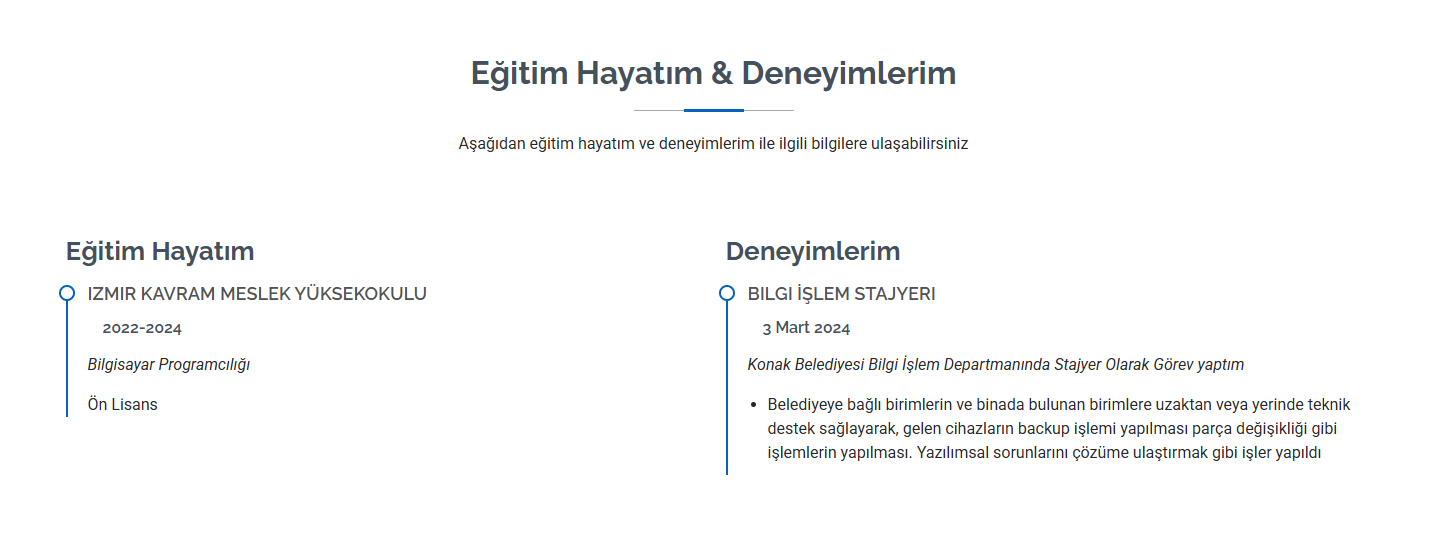 Eğitim Hayatım & Deneyimlerim
Aşağıdan eğitim hayatım ve deneyimlerim ile ilgili bilgilere ulaşabilirsiniz
Eğitim Hayatım
IZMIR KAVRAM MESLEK YÜKSEKOKULU
2022-2024
Bilgisayar Programcılığı
Ön Lisans
Deneyimlerim
BILGI İŞLEM STAJYERI
3 Mart 2024
Konak Belediyesi Bilgi İşlem Departmanında Stajyer Olarak Görev yaptım
• Belediyeye bağlı birimlerin ve binada bulunan birimlere uzaktan veya yerinde teknik
destek sağlayarak, gelen cihazların backup işlemi yapılması parça değişikliği gibi
işlemlerin yapılması. Yazılımsal sorunlarını çözüme ulaştırmak gibi işler yapıldı